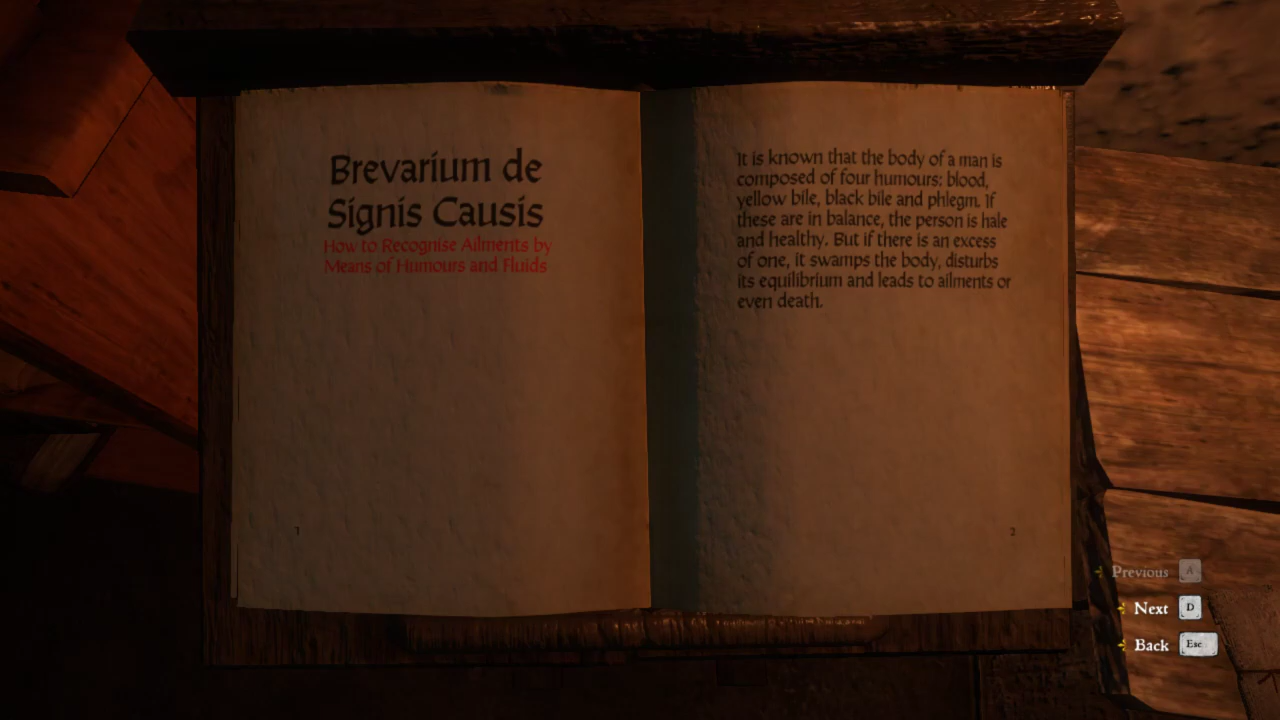 Brevarium de
Signis Causis
How to Recognise Ailments by
Means of Humours and Fluids
1
It is known that the body of a man is
composed of four humours: blood,
yellow bile, black bile and phlegm. If
these are in balance, the person is hale
and healthy. But if there is an excess
of one, it swamps the body, disturbs
its equilibrium and leads to ailments or
even death.
2
Previous A
Next D
Back Esc